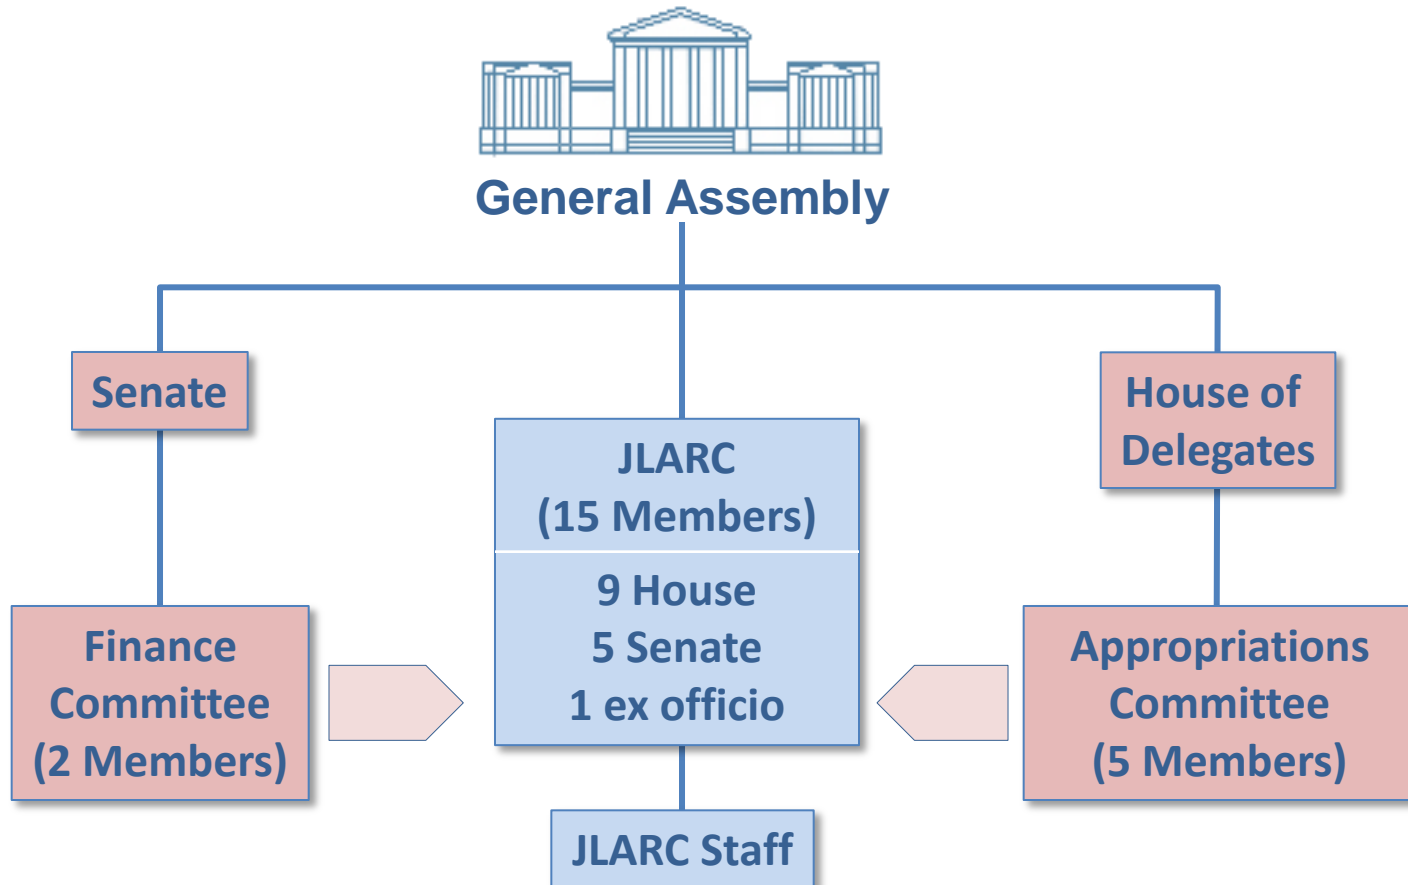 General Assembly
Senate
House of
Delegates
JLARC
(15 Members)
9 House
5 Senate
1 ex officio
Finance
Committee
(2 Members)
Appropriations
Committee
(5 Members)
JLARC Staff